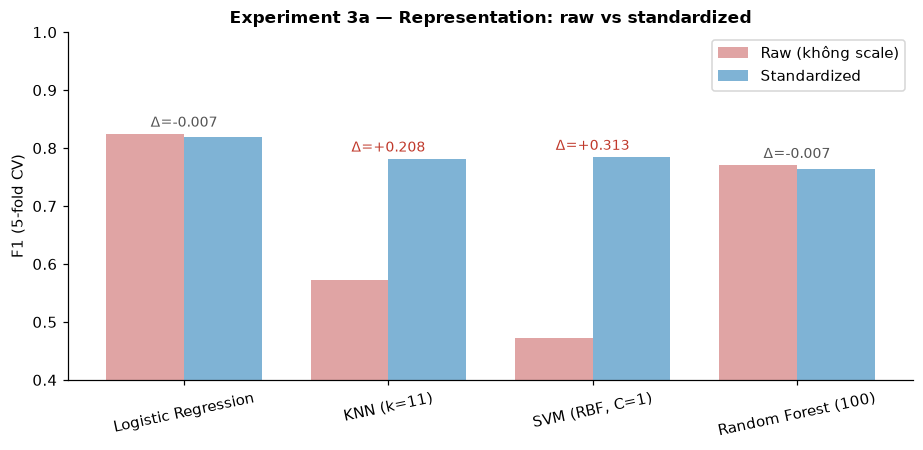 Experiment 3a — Representation: raw vs standardized
Raw (không scale)
Standardized
F1 (5-fold CV)
1.0
0.9
0.8
0.7
0.6
0.5
0.4
Δ=-0.007
Δ=+0.208
Δ=+0.313
Δ=-0.007
Logistic Regression
KNN (k=11)
SVM (RBF, C=1)
Random Forest (100)